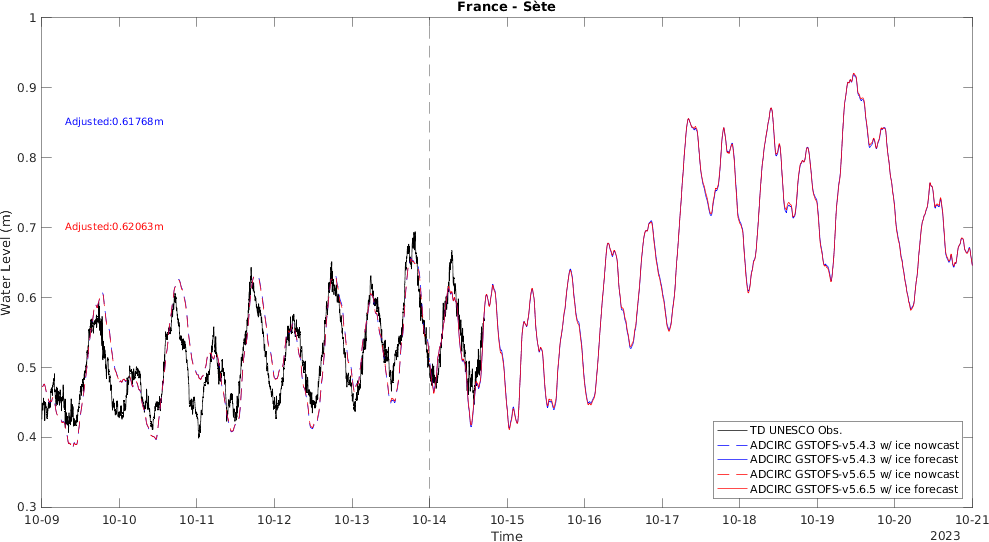 France - Sète
1
0.9
0.8
0.7
0.6
0.5
0.4
0.3
Water Level (m)
Adjusted:0.61768m
Adjusted:0.62063m
TD UNESCO Obs.
ADCIRC GSTOFS-v5.4.3 w/ ice nowcast
ADCIRC GSTOFS-v5.4.3 w/ ice forecast
ADCIRC GSTOFS-v5.6.5 w/ ice nowcast
ADCIRC GSTOFS-v5.6.5 w/ ice forecast
10-09 10-10 10-11 10-12 10-13 10-14 10-15 10-16 10-17 10-18 10-19 10-20 10-21
Time
2023